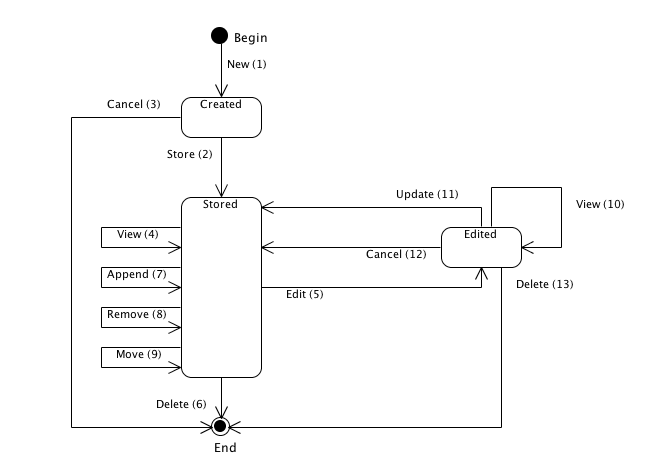 Begin
New (1)
Cancel (3)
Created
Store (2)
Update (11)
Stored
View (10)
View (4)
Edited
Cancel (12)
Append (7)
Delete (13)
Edit (5)
Remove (8)
Move (9)
Delete (6)
End